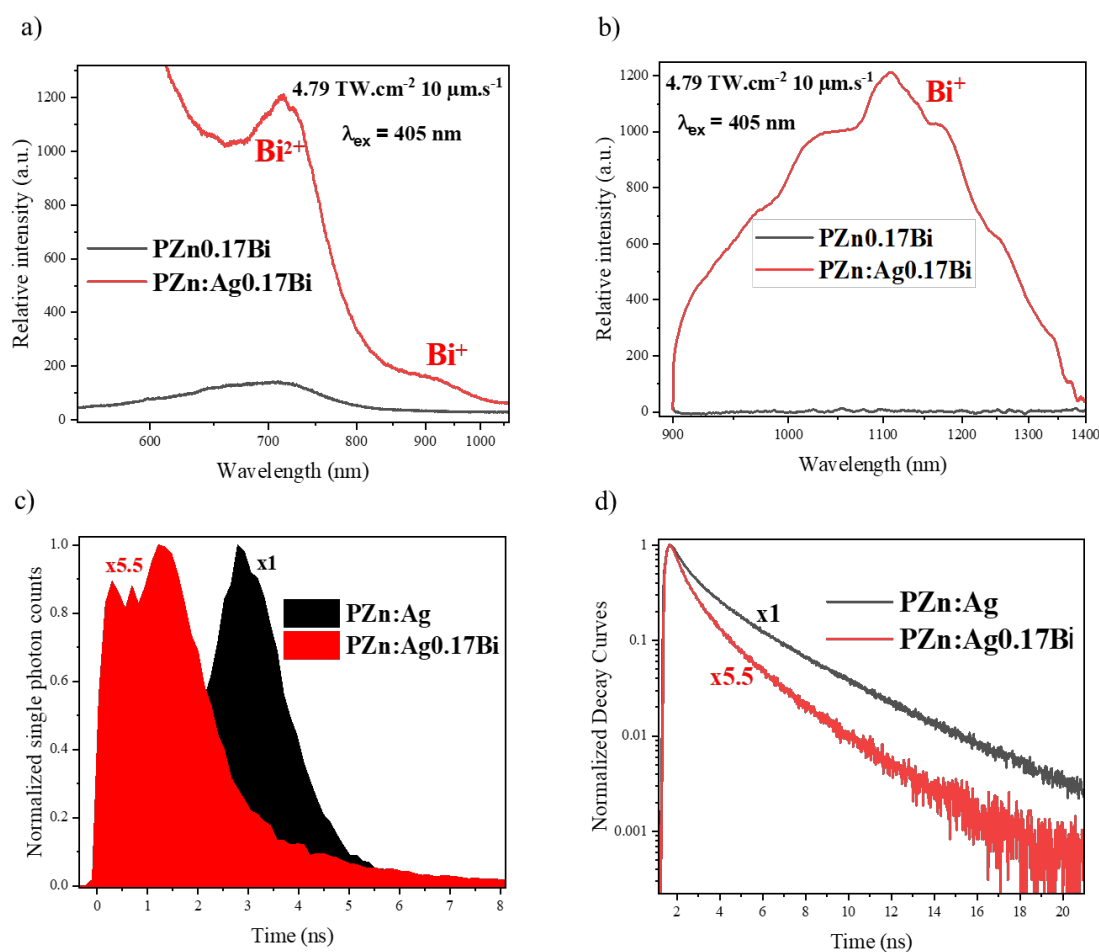 a)
4.79 TW.cm⁻² 10 µm.s⁻¹
λex = 405 nm
Bi²⁺
Bi⁺
PZn0.17Bi
PZn:Ag0.17Bi
Relative intensity (a.u.)
1200
1000
800
600
400
200
0
600 700 800 900 1000
Wavelength (nm)
b)
4.79 TW.cm⁻² 10 µm.s⁻¹
λex = 405 nm
Bi⁺
PZn0.17Bi
PZn:Ag0.17Bi
Relative intensity (a.u.)
1200
1000
800
600
400
200
0
900 1000 1100 1200 1300 1400
Wavelength (nm)
c)
x5.5
x1
PZn:Ag
PZn:Ag0.17Bi
Normalized single photon counts
1.0
0.8
0.6
0.4
0.2
0.0
0 1 2 3 4 5 6 7 8
Time (ns)
d)
x1
x5.5
PZn:Ag
PZn:Ag0.17Bi
Normalized Decay Curves
1
0.1
0.01
0.001
2 4 6 8 10 12 14 16 18 20
Time (ns)